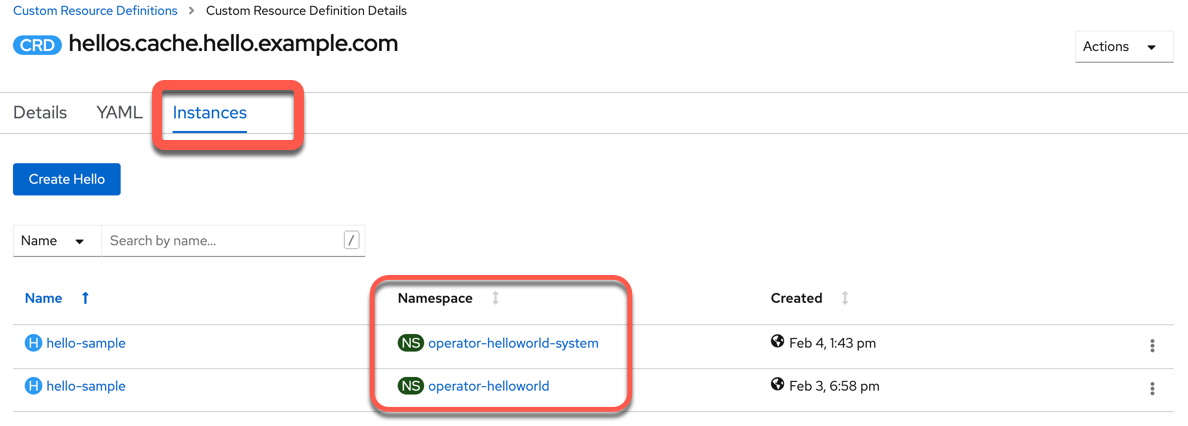 Custom Resource Definitions > Custom Resource Definition Details
CRD hellos.cache.hello.example.com
Actions
Details YAML Instances
Create Hello
Name Search by name... /
Name Namespace Created
H hello-sample NS operator-helloworld-system Feb 4, 1:43 pm
H hello-sample NS operator-helloworld Feb 3, 6:58 pm